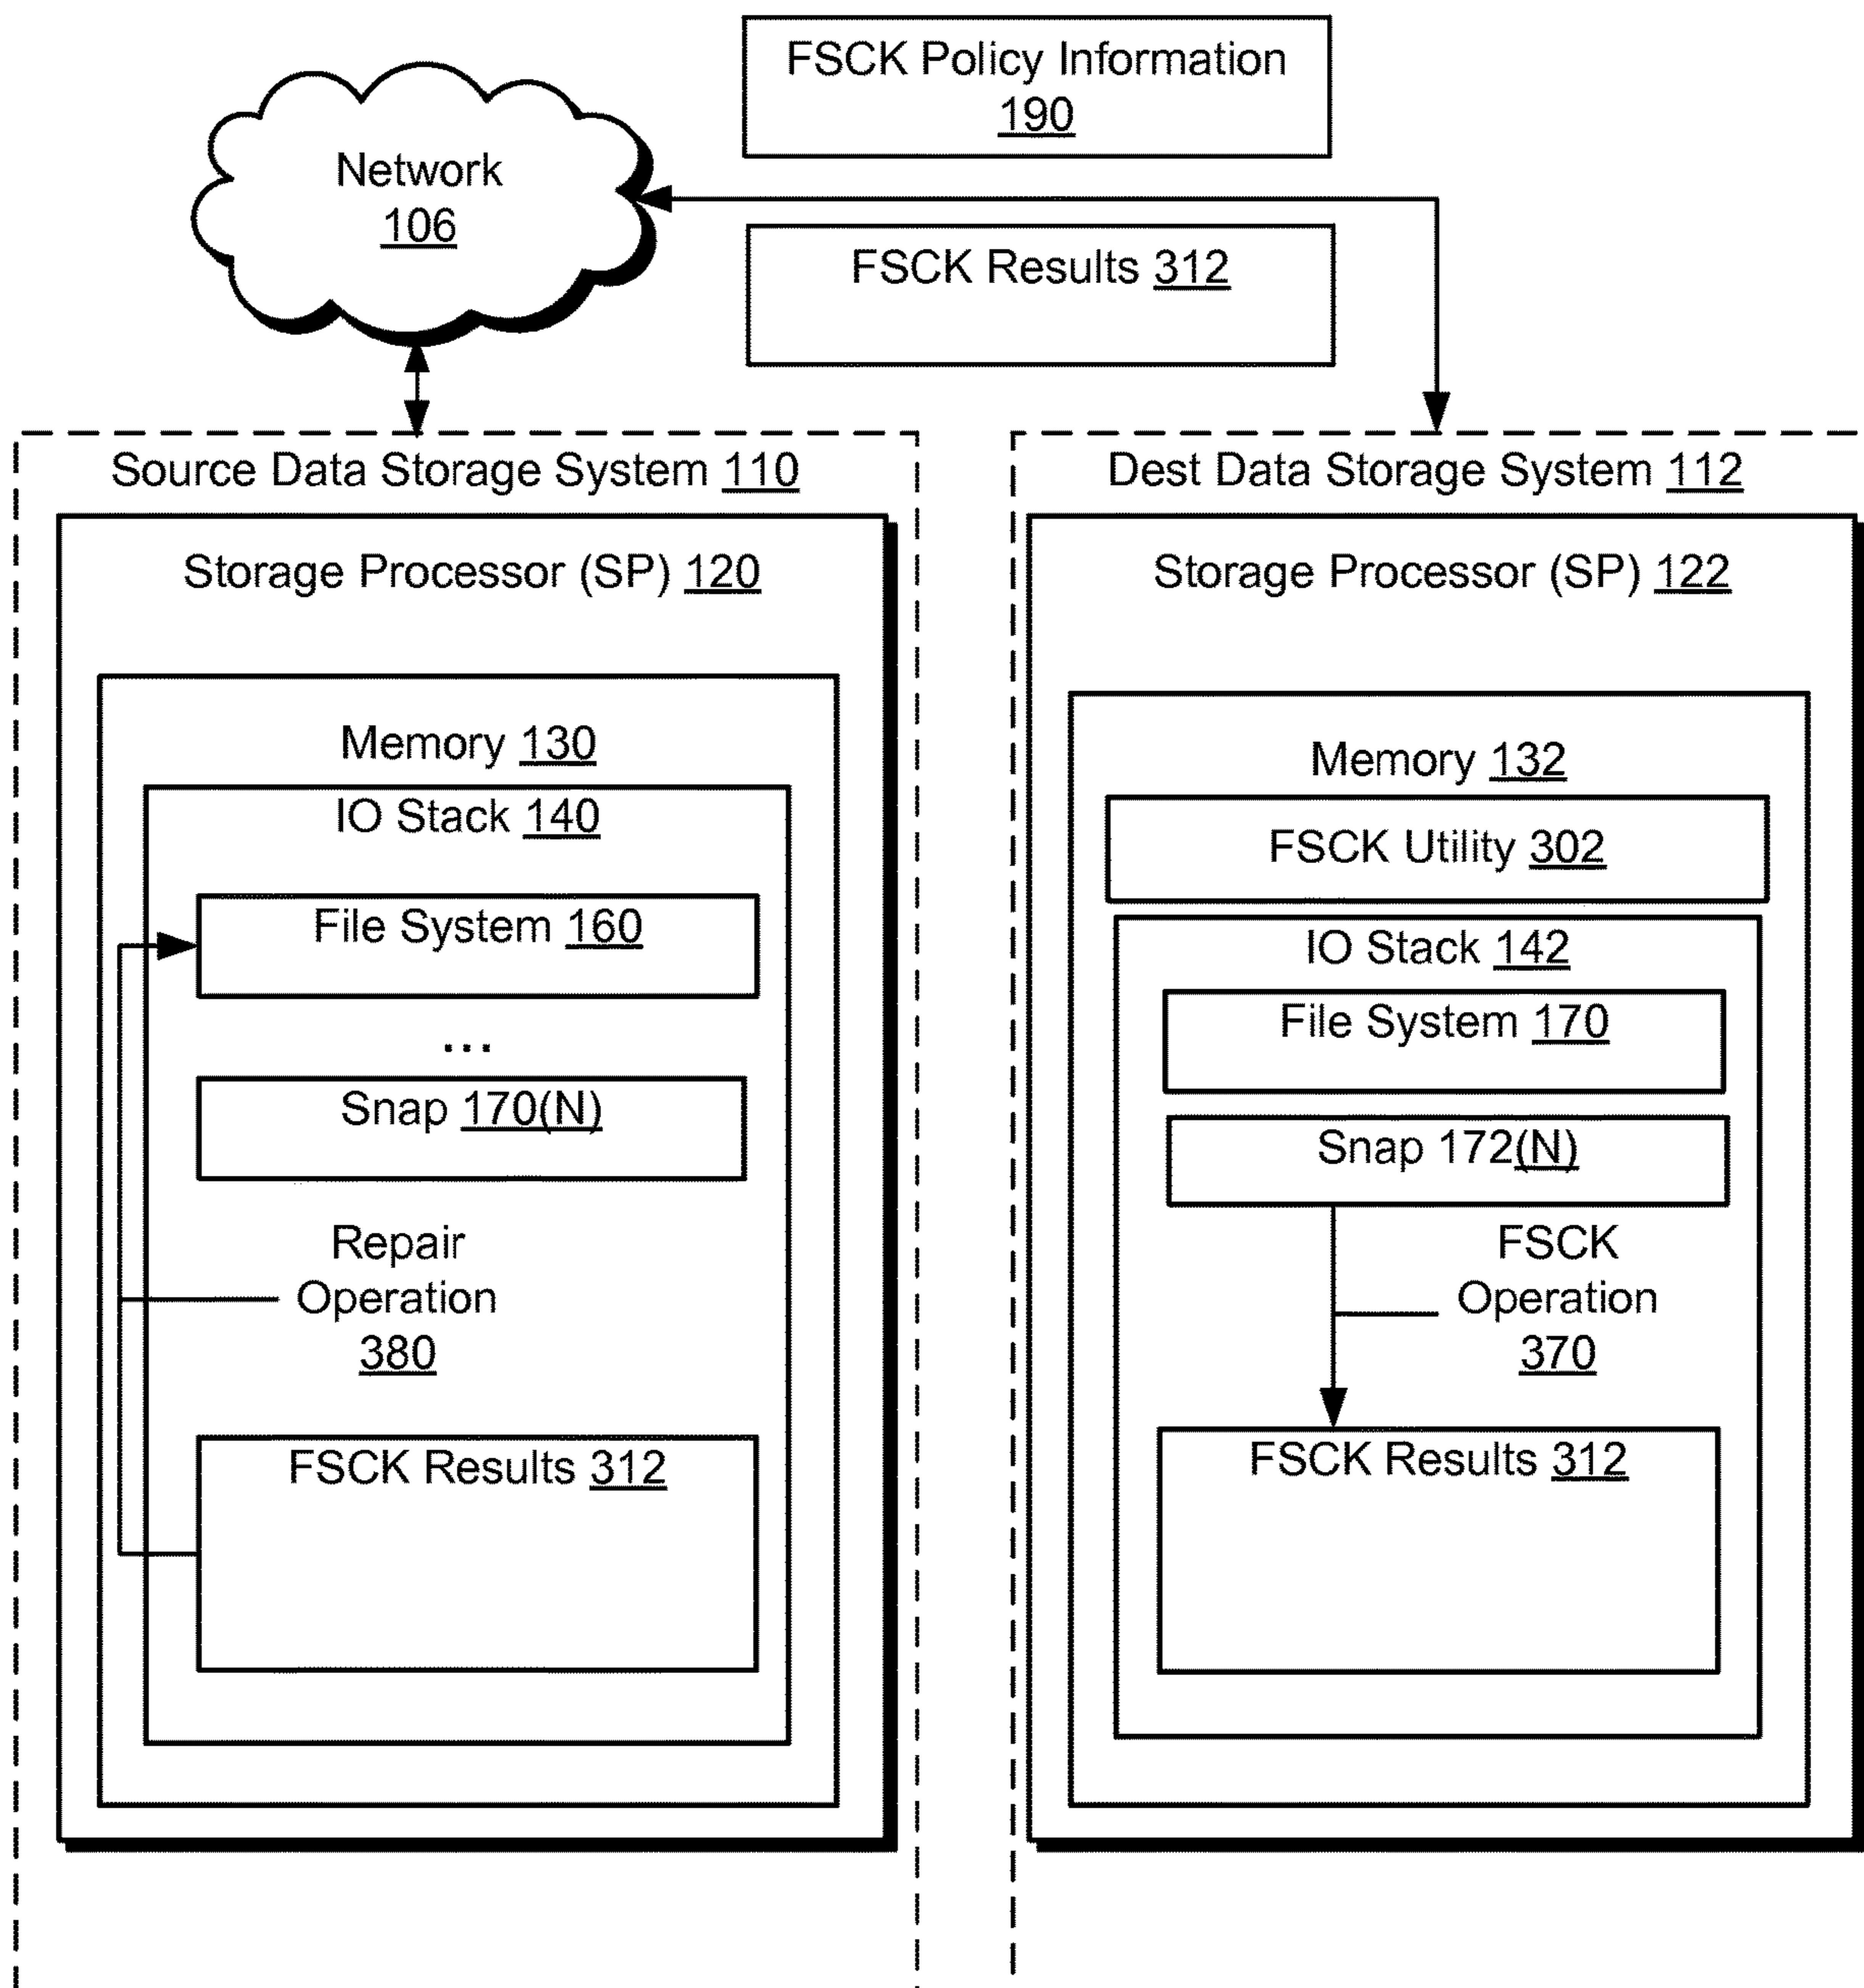 FSCK Policy Information
190
Network
106
FSCK Results 312
Source Data Storage System 110
Storage Processor (SP) 120
Memory 130
IO Stack 140
File System 160
...
Snap 170(N)
Repair
Operation
380
FSCK Results 312
Dest Data Storage System 112
Storage Processor (SP) 122
Memory 132
FSCK Utility 302
IO Stack 142
File System 170
Snap 172(N)
FSCK
Operation
370
FSCK Results 312